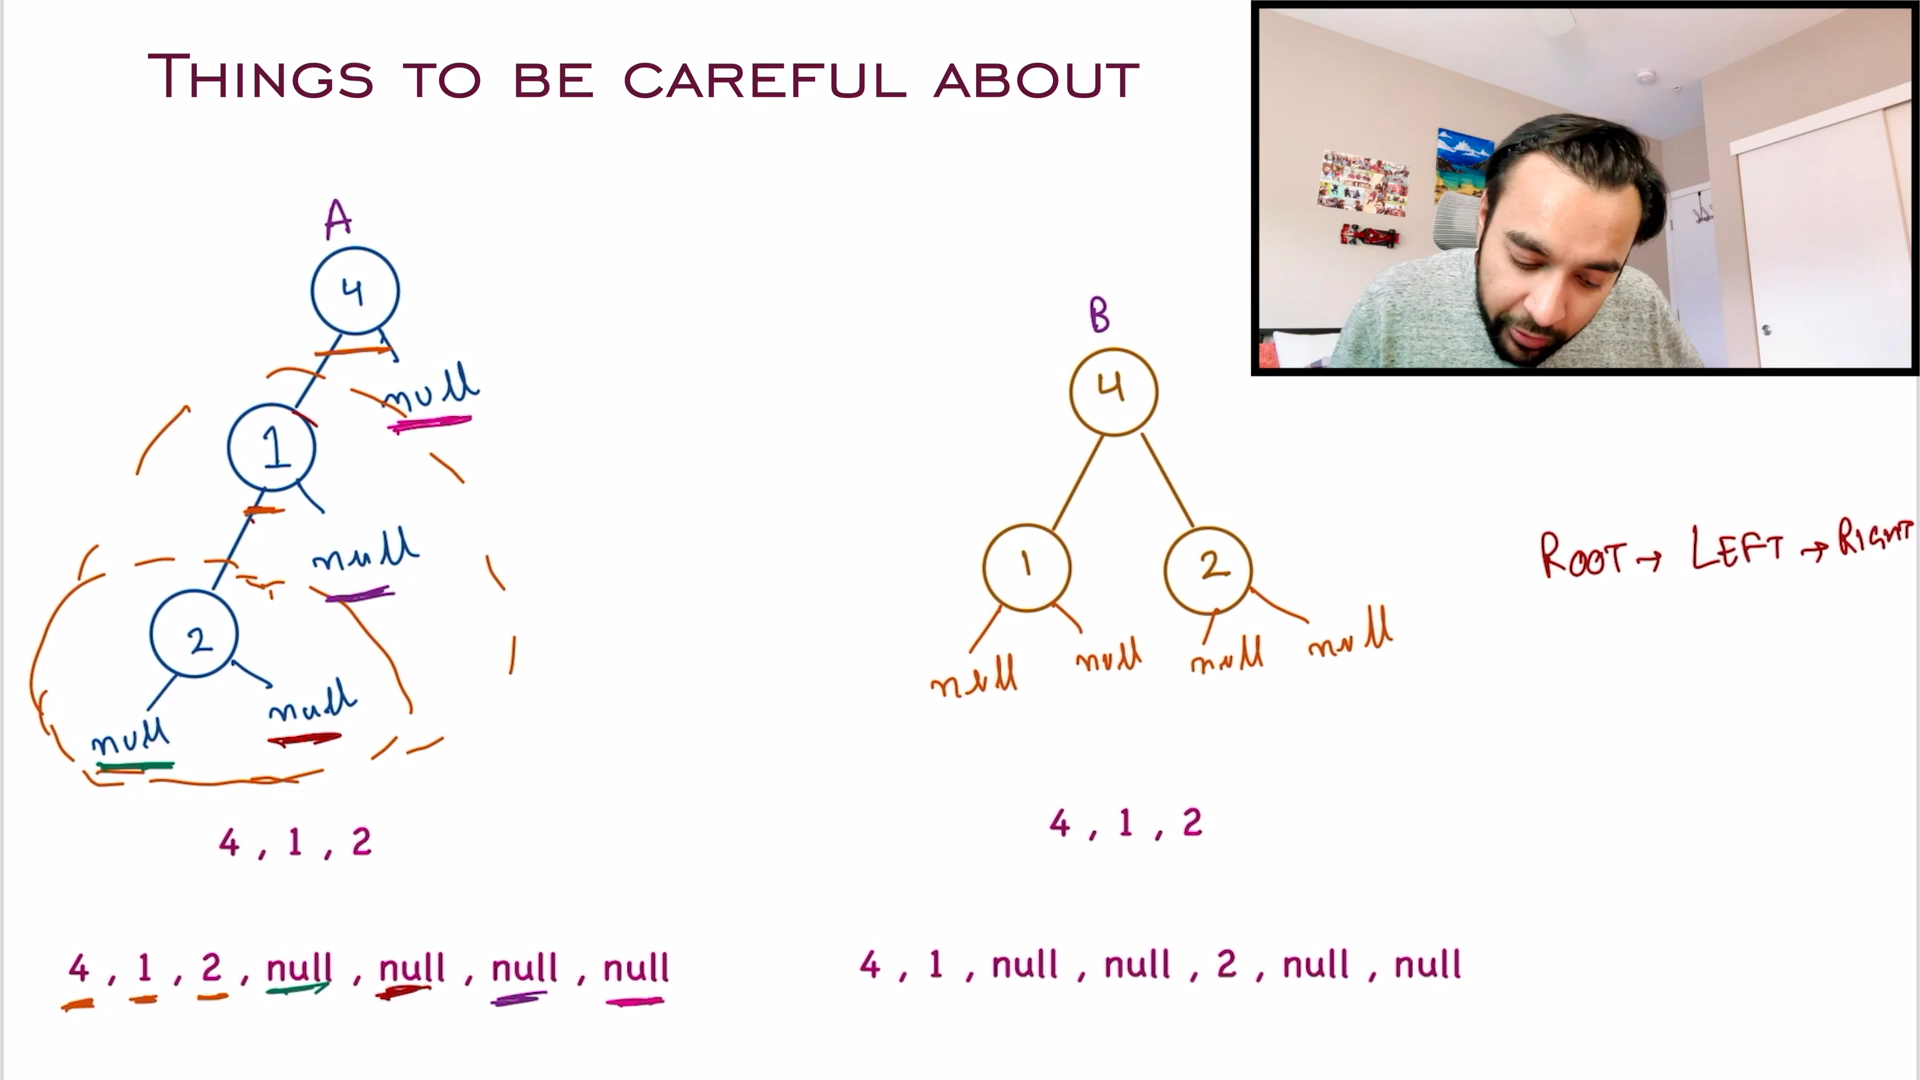 THINGS TO BE CAREFUL ABOUT
A
4
null
1
null
2
null
null
4 , 1 , 2
4 , 1 , 2 , null , null , null , null
B
4
1
2
null
null
null
null
4 , 1 , 2
4 , 1 , null , null , 2 , null , null
ROOT → LEFT → RIGHT